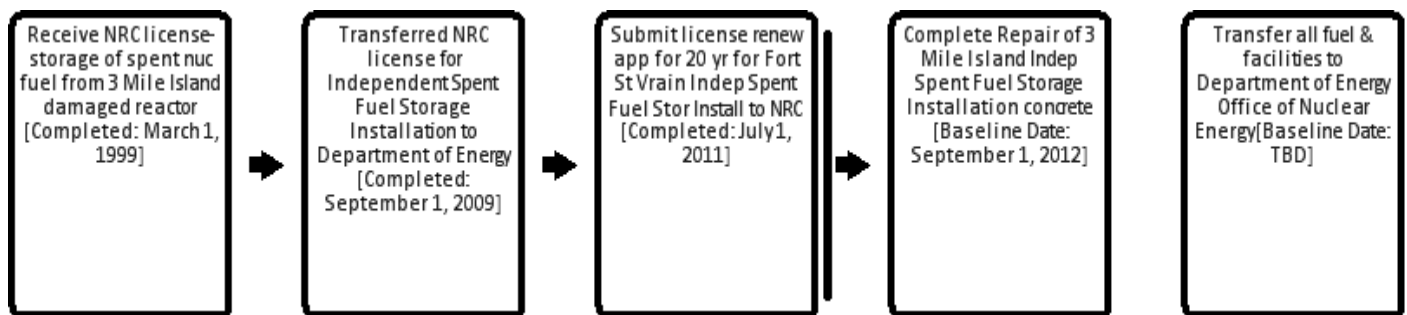 Receive NRC license-
storage of spent nuc
fuel from 3 Mile Island
damaged reactor
[Completed: March 1,
1999]
Transferred NRC
license for
Independent Spent
Fuel Storage
Installation to
Department of Energy
[Completed:
September 1, 2009]
Submit license renew
app for 20 yr for Fort
St Vrain Indep Spent
Fuel Stor Install to NRC
[Completed: July 1,
2011]
Complete Repair of 3
Mile Island Indep
Spent Fuel Storage
Installation concrete
[Baseline Date:
September 1, 2012]
Transfer all fuel &
facilities to
Department of Energy
Office of Nuclear
Energy[Baseline Date:
TBD]